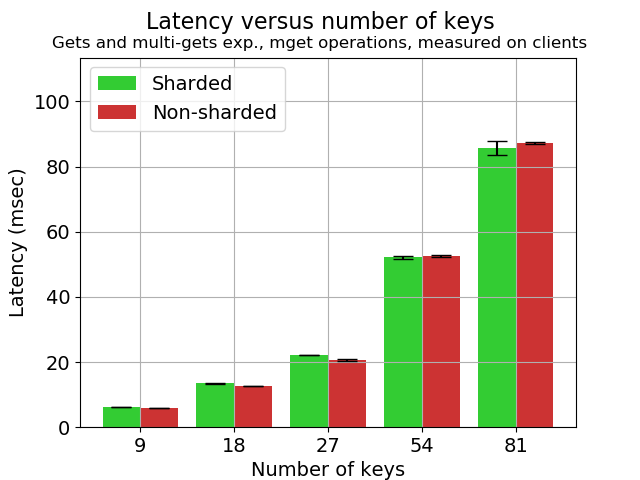 Latency versus number of keys
Gets and multi-gets exp., mget operations, measured on clients
Sharded
Non-sharded
Latency (msec)
100
80
60
40
20
0
9 18 27 54 81
Number of keys